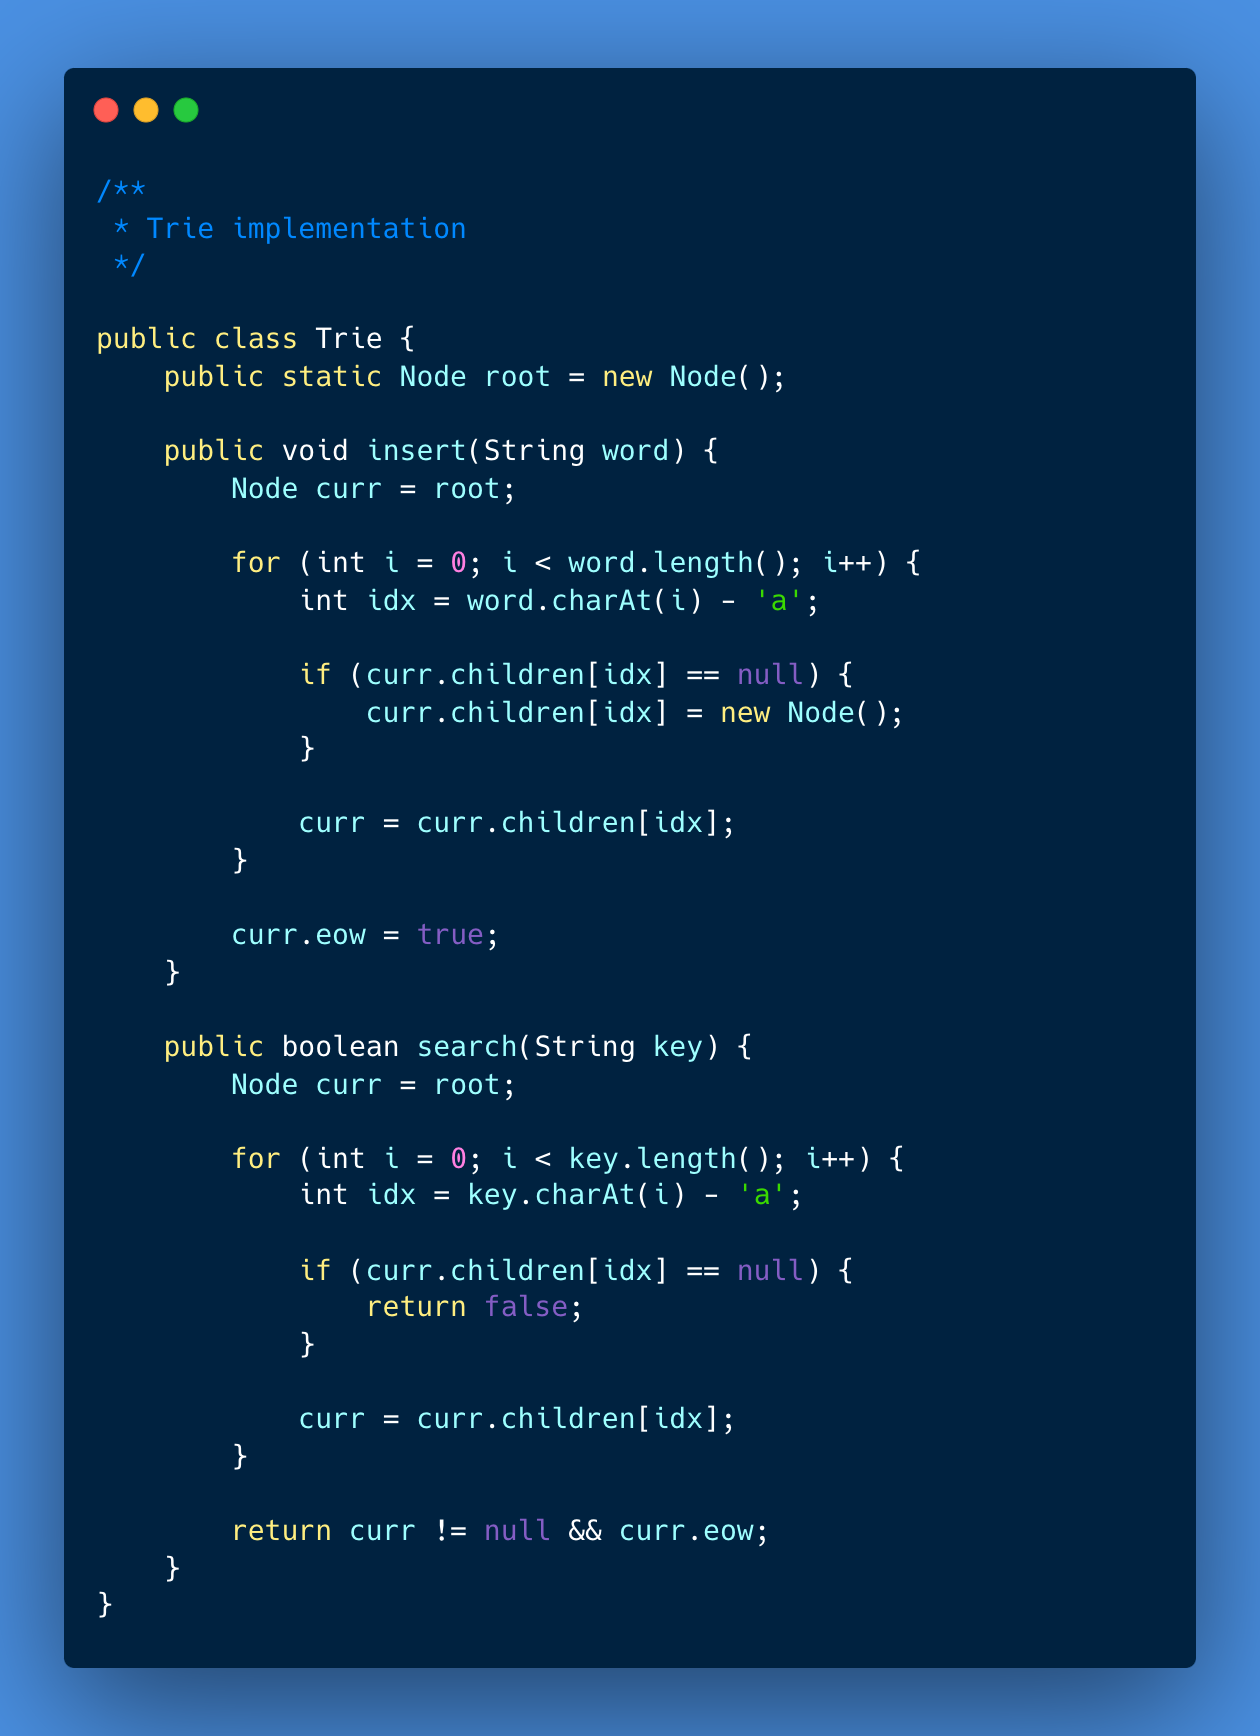 /**
 * Trie implementation
 */

public class Trie {
    public static Node root = new Node();

    public void insert(String word) {
        Node curr = root;

        for (int i = 0; i < word.length(); i++) {
            int idx = word.charAt(i) - 'a';

            if (curr.children[idx] == null) {
                curr.children[idx] = new Node();
            }

            curr = curr.children[idx];
        }

        curr.eow = true;
    }

    public boolean search(String key) {
        Node curr = root;

        for (int i = 0; i < key.length(); i++) {
            int idx = key.charAt(i) - 'a';

            if (curr.children[idx] == null) {
                return false;
            }

            curr = curr.children[idx];
        }

        return curr != null && curr.eow;
    }
}